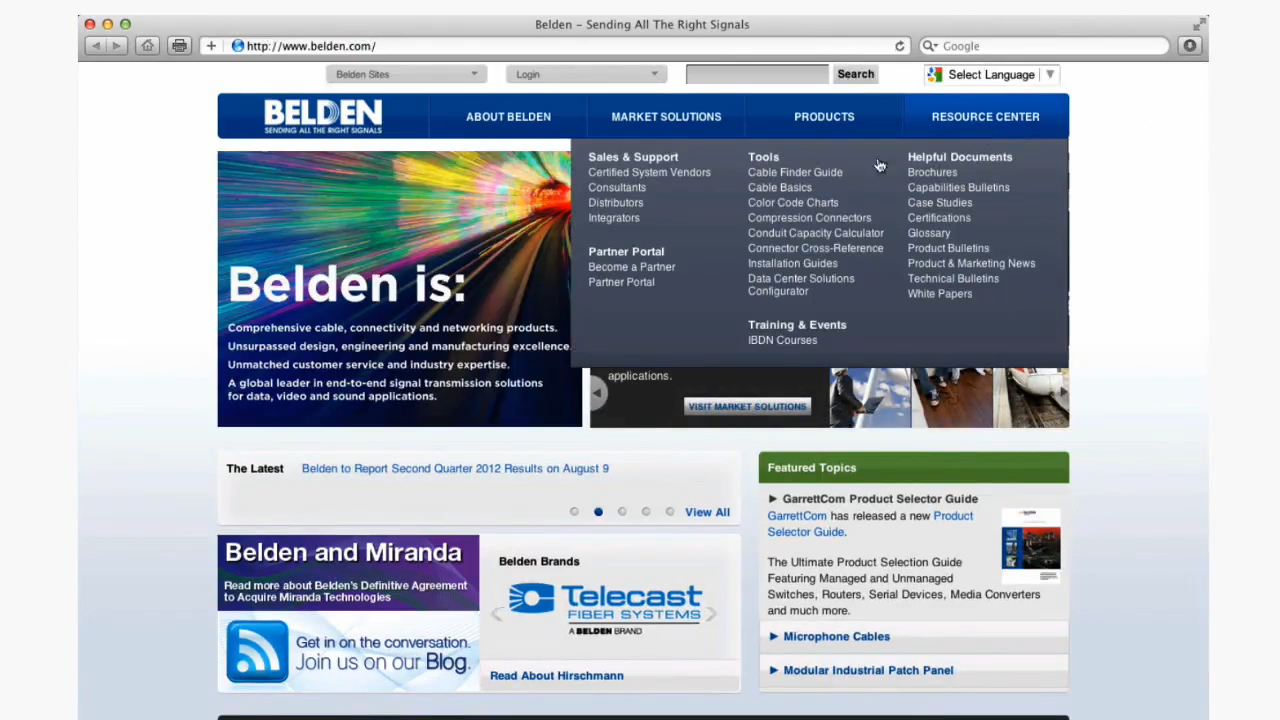 Belden – Sending All The Right Signals
http://www.belden.com/
Google
Belden Sites
Login
Search
Select Language
BELDEN
SENDING ALL THE RIGHT SIGNALS
ABOUT BELDEN
MARKET SOLUTIONS
PRODUCTS
RESOURCE CENTER
Sales & Support
Certified System Vendors
Consultants
Distributors
Integrators
Partner Portal
Become a Partner
Partner Portal
Tools
Cable Finder Guide
Cable Basics
Color Code Charts
Compression Connectors
Conduit Capacity Calculator
Connector Cross-Reference
Installation Guides
Data Center Solutions
Configurator
Training & Events
IBDN Courses
Helpful Documents
Brochures
Capabilities Bulletins
Case Studies
Certifications
Glossary
Product Bulletins
Product & Marketing News
Technical Bulletins
White Papers
Belden is:
Comprehensive cable, connectivity and networking products.
Unsurpassed design, engineering and manufacturing excellence.
Unmatched customer service and industry expertise.
A global leader in end-to-end signal transmission solutions
for data, video and sound applications.
applications.
VISIT MARKET SOLUTIONS
The Latest
Belden to Report Second Quarter 2012 Results on August 9
View All
Belden and Miranda
Read more about Belden's Definitive Agreement
to Acquire Miranda Technologies
Get in on the conversation.
Join us on our Blog.
Belden Brands
Telecast
FIBER SYSTEMS
A BELDEN BRAND
Read About Hirschmann
Featured Topics
GarrettCom Product Selector Guide
GarrettCom has released a new Product
Selector Guide.
The Ultimate Product Selection Guide
Featuring Managed and Unmanaged
Switches, Routers, Serial Devices, Media Converters
and much more.
Microphone Cables
Modular Industrial Patch Panel